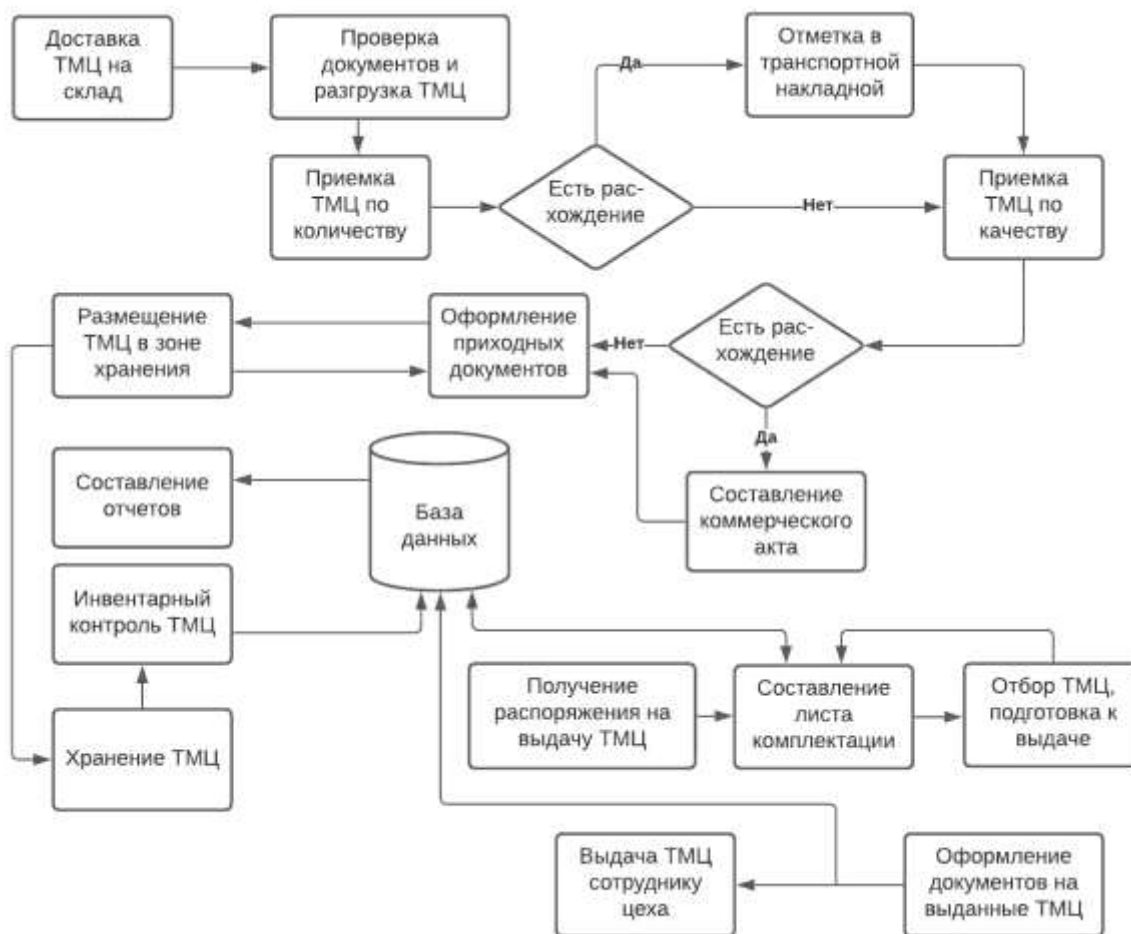 Доставка
ТМЦ на
склад
Проверка
документов и
разгрузка ТМЦ
Да
Отметка в
транспортной
накладной
Приемка
ТМЦ по
количеству
Есть рас-
хождение
Нет
Приемка
ТМЦ по
качеству
Размещение
ТМЦ в зоне
хранения
Оформление
приходных
документов
Нет
Есть рас-
хождение
Да
Составление
отчетов
База
данных
Составление
коммерческого
акта
Инвентарный
контроль ТМЦ
Хранение ТМЦ
Получение
распоряжения на
выдачу ТМЦ
Составление
листа
комплектации
Отбор ТМЦ,
подготовка к
выдаче
Выдача ТМЦ
сотруднику
цеха
Оформление
документов на
выданные ТМЦ